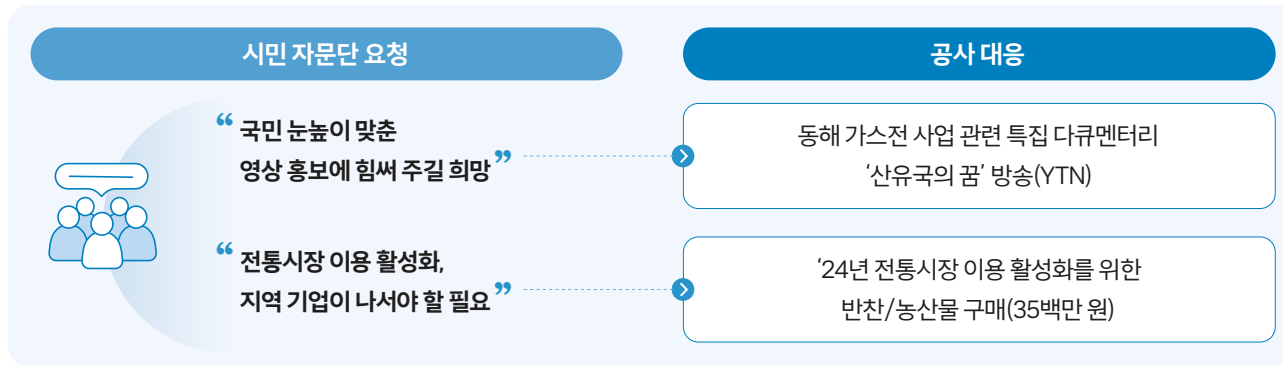 시민 자문단 요청
공사 대응
“ 국민 눈높이 맞춘
영상 홍보에 힘써 주길 희망 ”
동해 가스전 사업 관련 특집 다큐멘터리
‘산유국의 꿈’ 방송(YTN)
“ 전통시장 이용 활성화,
지역 기업이 나서야 할 필요 ”
‘24년 전통시장 이용 활성화를 위한
반찬/농산물 구매(35백만 원)